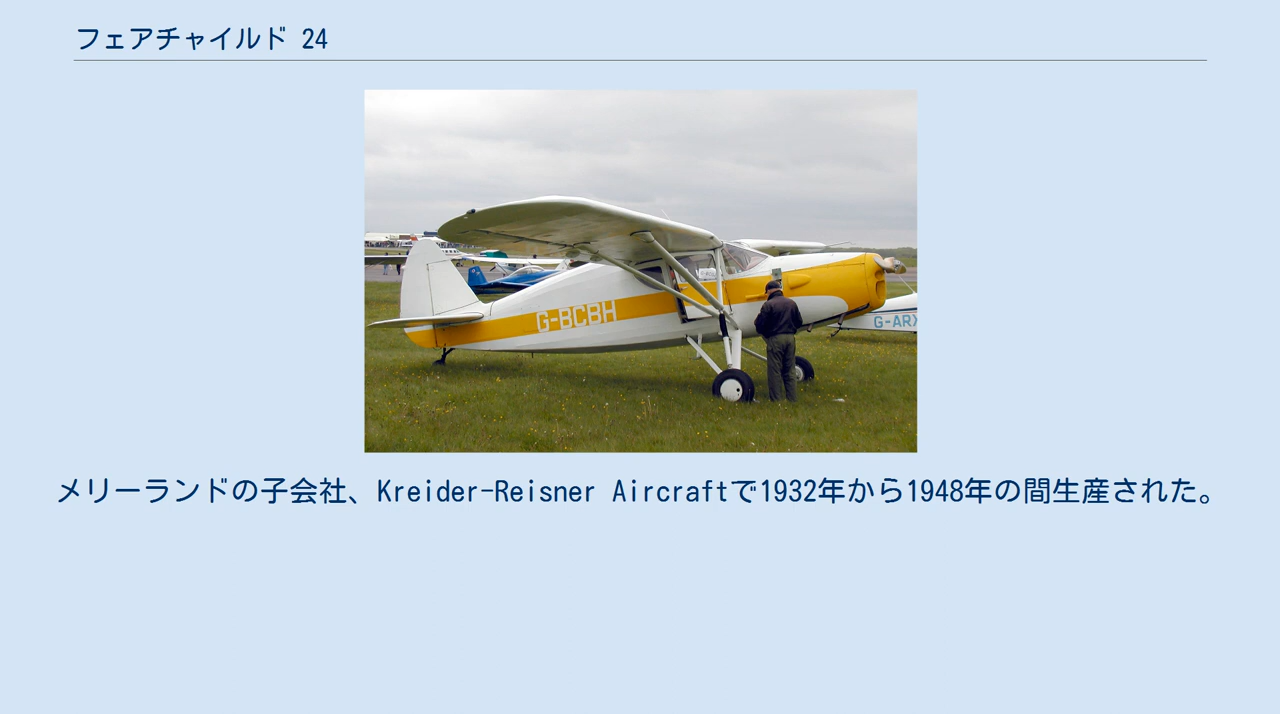 フェアチャイルド 24
G-BCBH
G-ARX
メリーランドの子会社、Kreider-Reisner Aircraftで1932年から1948年の間生産された。